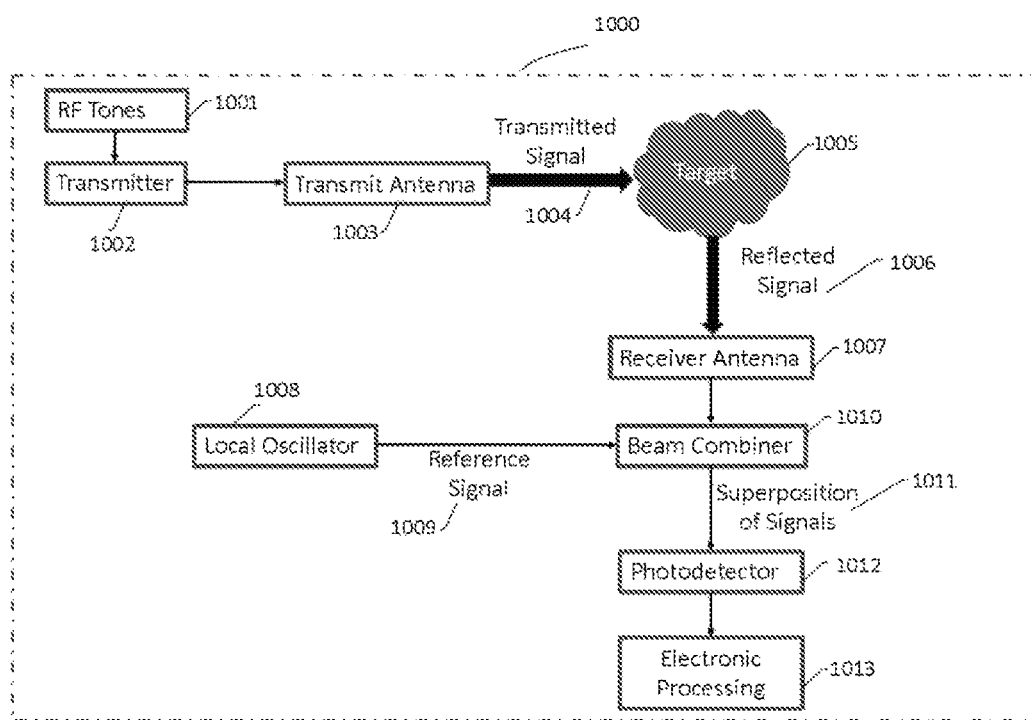 1000
RF Tones
1001
Transmitter
1002
Transmit Antenna
1003
Transmitted
Signal
1004
Target
1005
Reflected
Signal
1006
Receiver Antenna
1007
1008
Local Oscillator
Reference
Signal
1009
Beam Combiner
1010
Superposition
of Signals
1011
Photodetector
1012
Electronic
Processing
1013